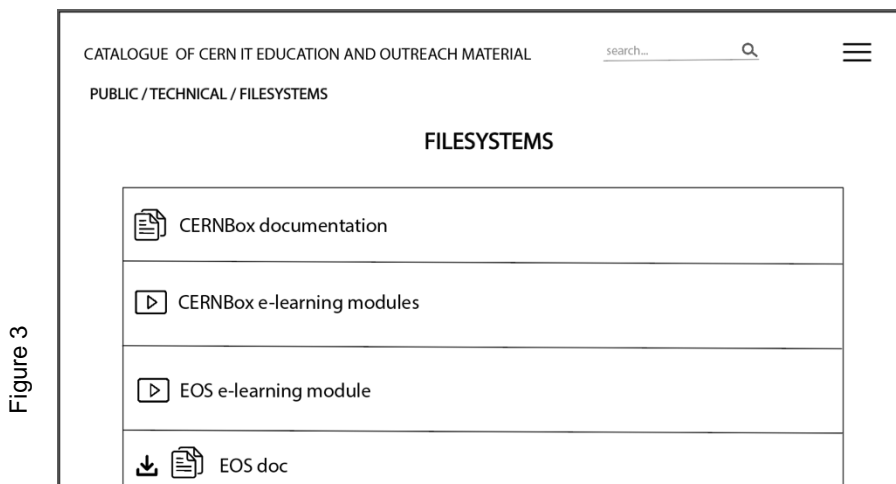 CATALOGUE OF CERN IT EDUCATION AND OUTREACH MATERIAL
search...
PUBLIC / TECHNICAL / FILESYSTEMS
FILESYSTEMS
CERNBox documentation
CERNBox e-learning modules
EOS e-learning module
EOS doc
Figure 3